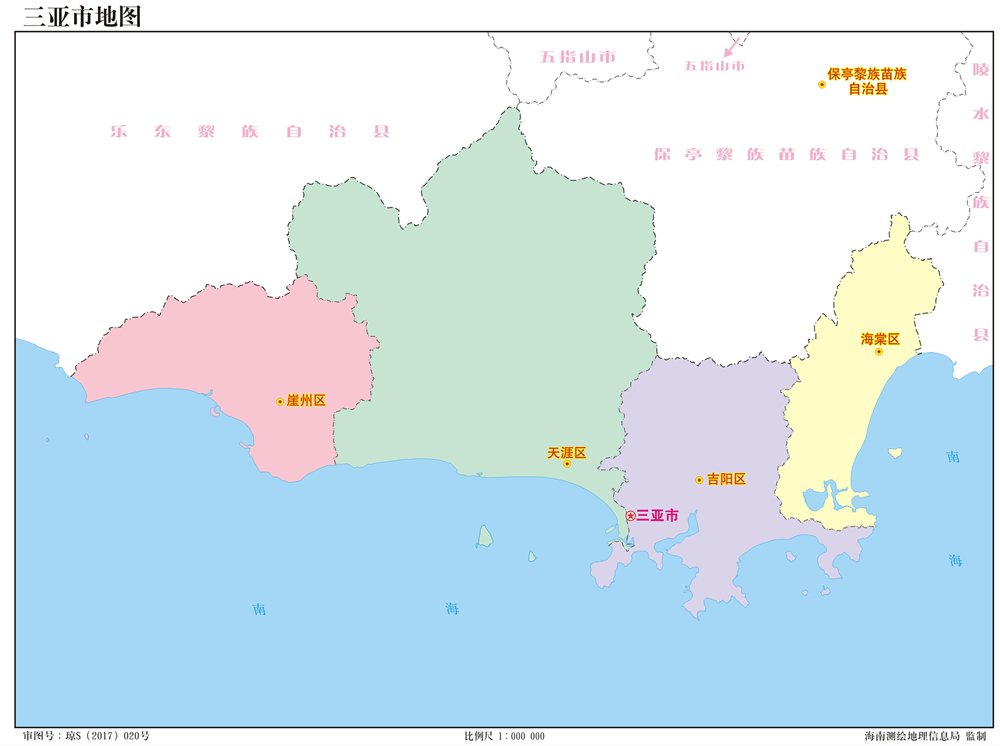 三亚市地图
五指山市
五指山市
保亭黎族苗族
自治县
陵水黎族自治县
乐东黎族自治县
保亭黎族苗族自治县
海棠区
崖州区
天涯区
吉阳区
三亚市
南海
南海
审图号：琼S（2017）020号
比例尺 1：000 000
海南测绘地理信息局 监制